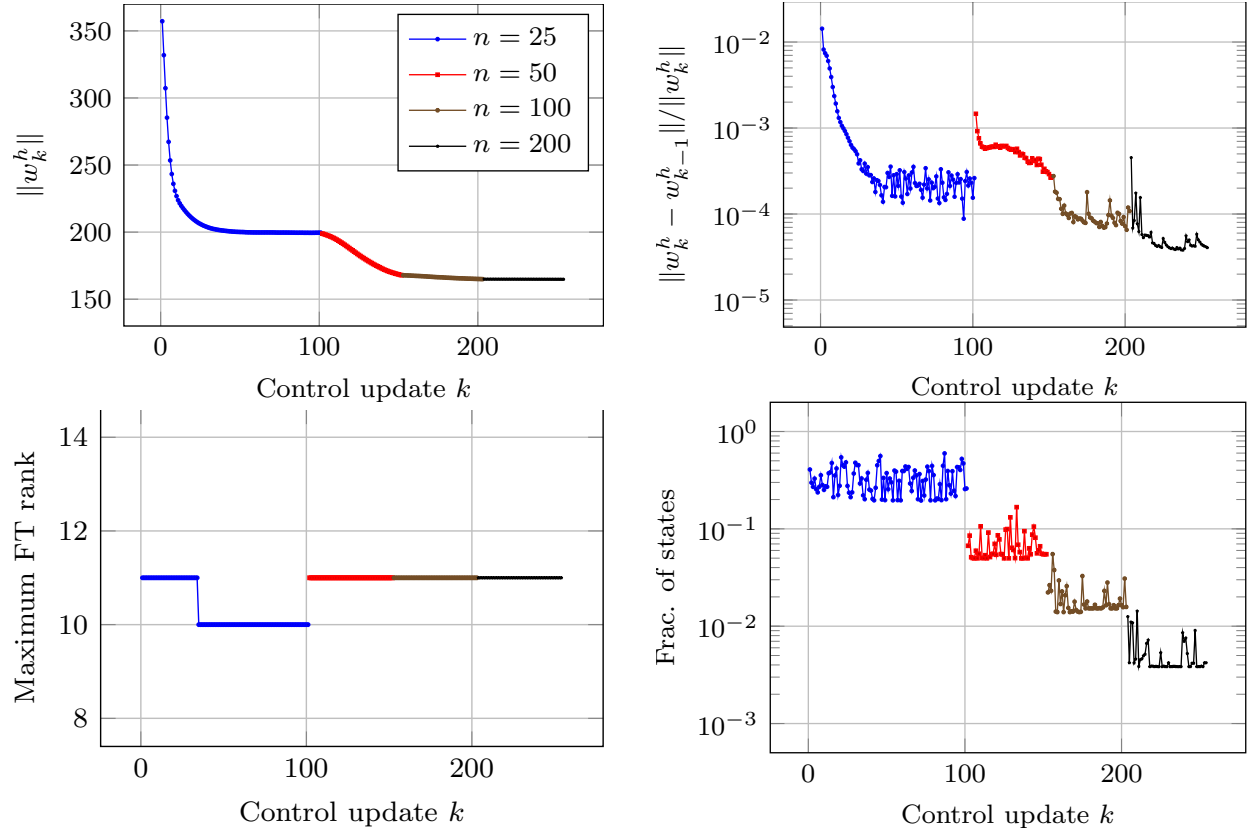 350
300
250
200
150
||w_k^h||
0
100
200
Control update k
n = 25
n = 50
n = 100
n = 200
10^−2
10^−3
10^−4
10^−5
||w_k^h − w_{k−1}^h||/||w_k^h||
0
100
200
Control update k
14
12
10
8
Maximum FT rank
0
100
200
Control update k
10^0
10^−1
10^−2
10^−3
Frac. of states
0
100
200
Control update k